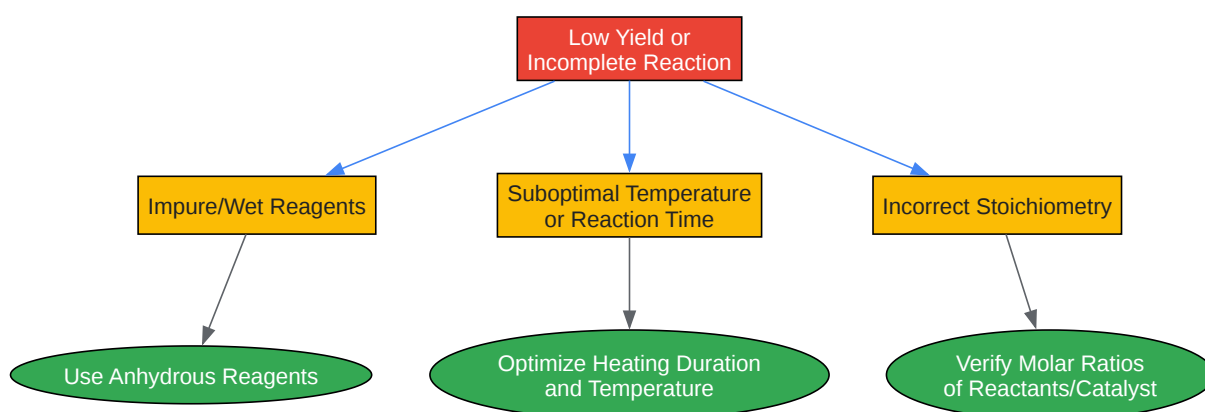 Low Yield or
Incomplete Reaction
Impure/Wet Reagents
Suboptimal Temperature
or Reaction Time
Incorrect Stoichiometry
Use Anhydrous Reagents
Optimize Heating Duration
and Temperature
Verify Molar Ratios
of Reactants/Catalyst